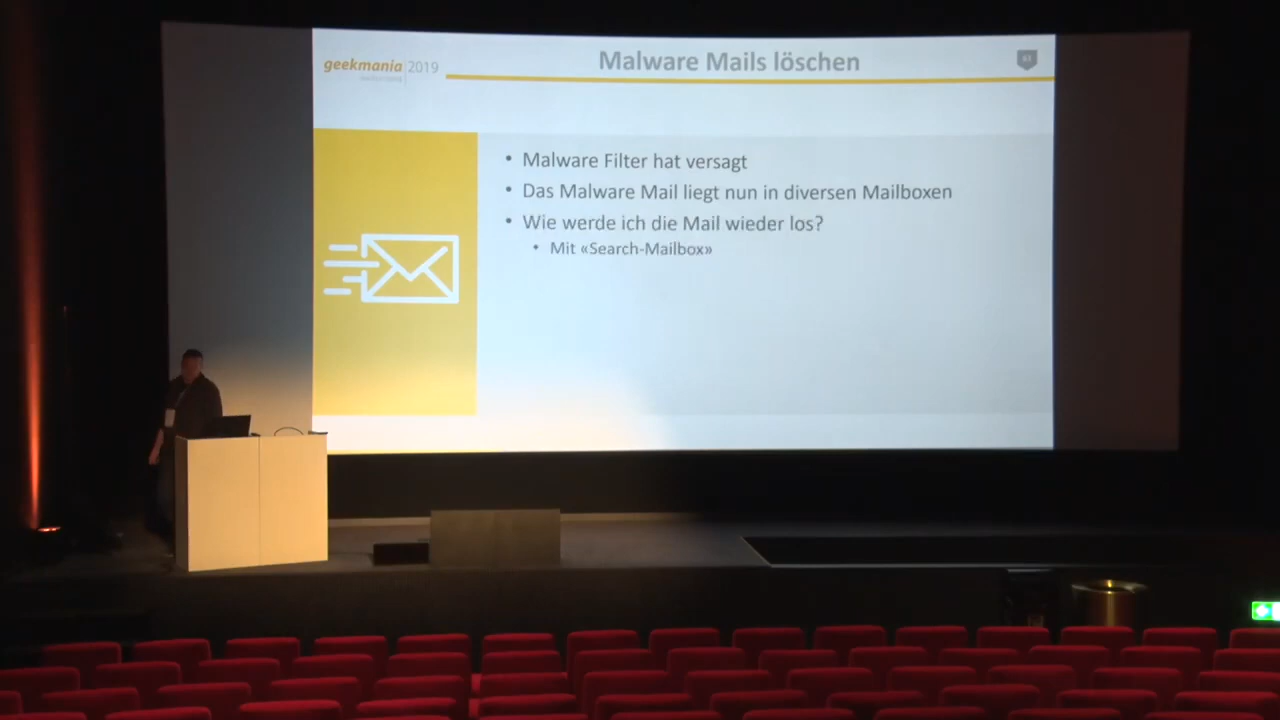 Malware Mails löschen
geekmania 2019
• Malware Filter hat versagt
• Das Malware Mail liegt nun in diversen Mailboxen
• Wie werde ich die Mail wieder los?
• Mit «Search-Mailbox»